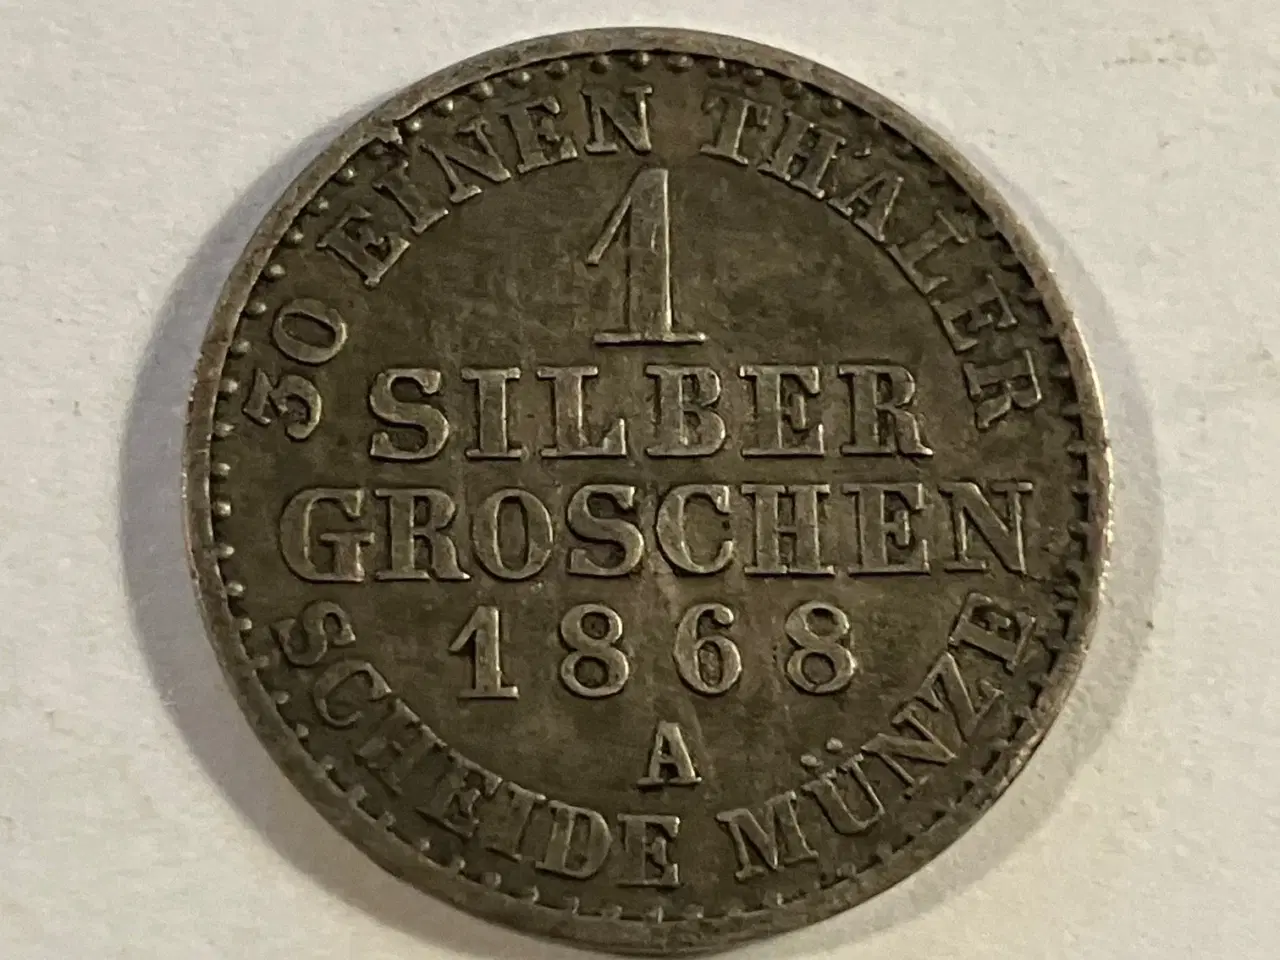 30 EINEN THALER
1
SILBER
GROSCHEN
1868
A
SCHEIDE MÜNZE